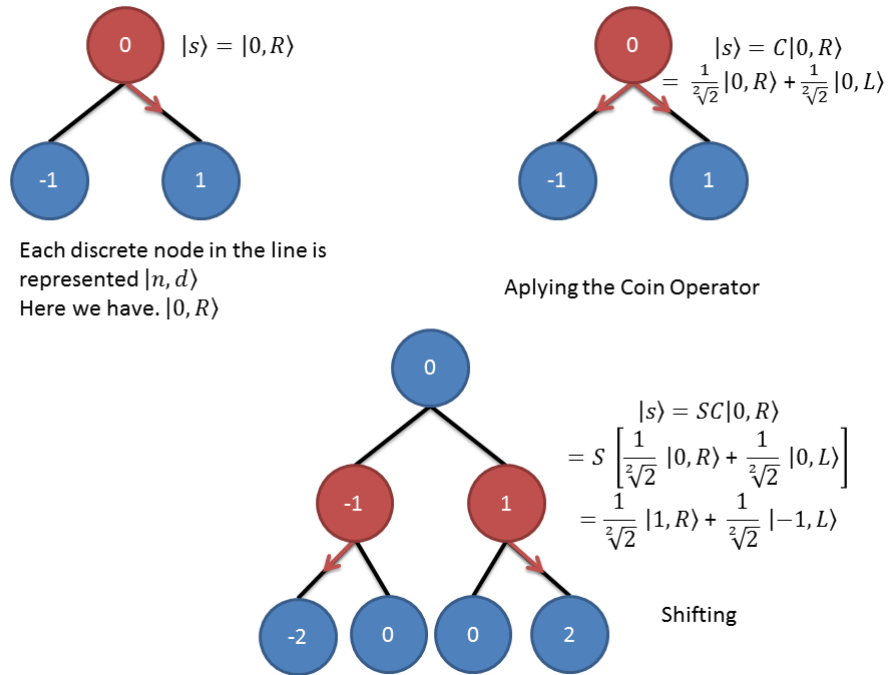 0
|s⟩ = |0, R⟩
-1
1
Each discrete node in the line is
represented |n, d⟩
Here we have. |0, R⟩
0
|s⟩ = C|0, R⟩
= 1/²√2 |0, R⟩ + 1/²√2 |0, L⟩
-1
1
Aplying the Coin Operator
0
-1
1
-2
0
0
2
|s⟩ = SC|0, R⟩
= S [1/²√2 |0, R⟩ + 1/²√2 |0, L⟩]
= 1/²√2 |1, R⟩ + 1/²√2 |−1, L⟩
Shifting